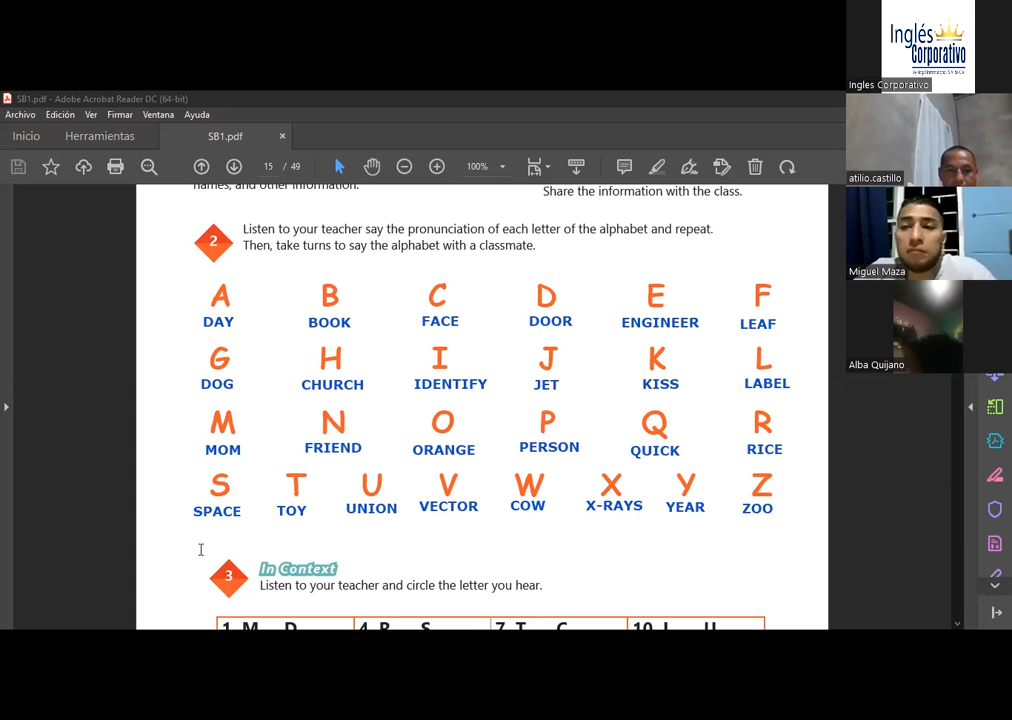 SB1.pdf - Adobe Acrobat Reader DC (64-bit)
Archivo Edición Ver Firmar Ventana Ayuda
Inicio Herramientas SB1.pdf ×
15 / 49 100%
names, and other information.
Share the information with the class.
2
Listen to your teacher say the pronunciation of each letter of the alphabet and repeat.
Then, take turns to say the alphabet with a classmate.
A B C D E F
DAY BOOK FACE DOOR ENGINEER LEAF
G H I J K L
DOG CHURCH IDENTIFY JET KISS LABEL
M N O P Q R
MOM FRIEND ORANGE PERSON QUICK RICE
S T U V W X Y Z
SPACE TOY UNION VECTOR COW X-RAYS YEAR ZOO
3
In Context
Listen to your teacher and circle the letter you hear.
Inglés
Corporativo
Ingles Corporativo
atilio.castillo
Miguel Maza
Alba Quijano